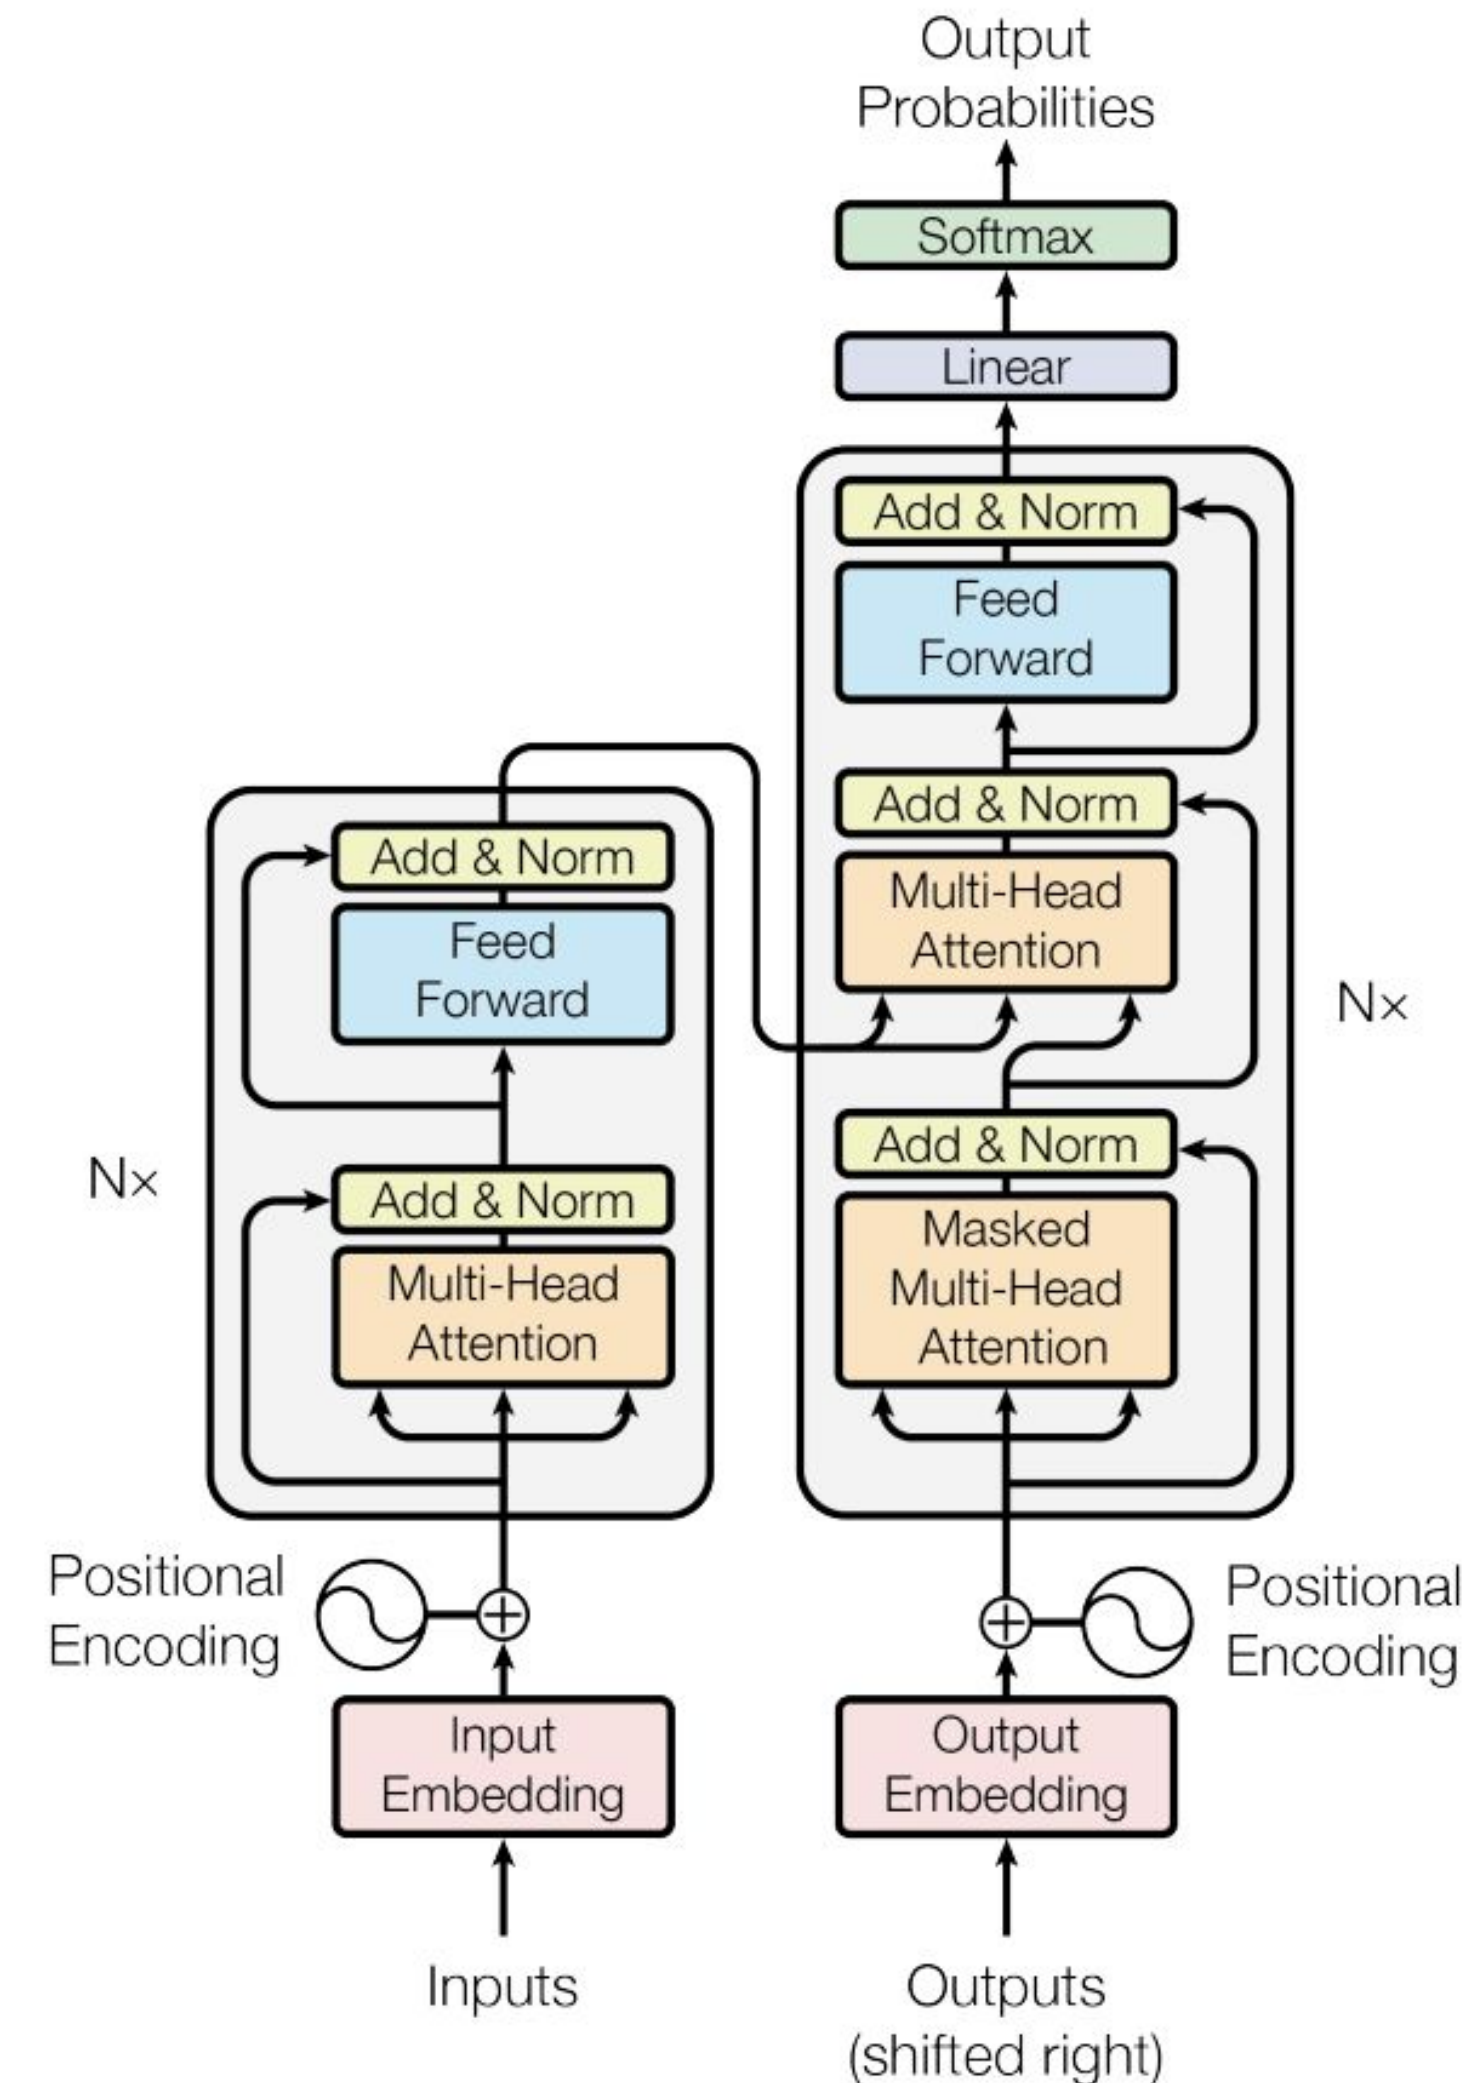 Output
Probabilities
Softmax
Linear
Add & Norm
Feed
Forward
Add & Norm
Multi-Head
Attention
N×
Add & Norm
Masked
Multi-Head
Attention
Add & Norm
Feed
Forward
N×
Add & Norm
Multi-Head
Attention
Positional
Encoding
Positional
Encoding
Input
Embedding
Output
Embedding
Inputs
Outputs
(shifted right)